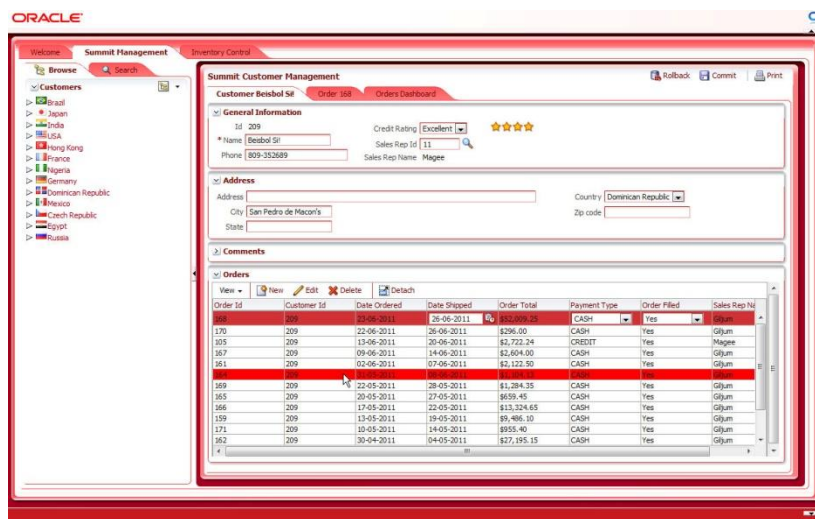 ORACLE
Welcome Summit Management Inventory Control
Browse Search
Customers
Brazil
Japan
India
USA
Hong Kong
France
Nigeria
Germany
Dominican Republic
Mexico
Czech Republic
Egypt
Russia
Summit Customer Management Rollback Commit Print
Customer Beisbol Si! Order 168 Orders Dashboard
General Information
Id 209 Credit Rating Excellent
* Name Beisbol Si! Sales Rep Id 11
Phone 809-352689 Sales Rep Name Magee
Address
Address Country Dominican Republic
City San Pedro de Macon's Zip code
State
Comments
Orders
View New Edit Delete Detach
Order Id Customer Id Date Ordered Date Shipped Order Total Payment Type Order Filled Sales Rep Na
168 209 23-06-2011 26-06-2011 $52,009.25 CASH Yes Giljum
170 209 22-06-2011 26-06-2011 $296.00 CASH Yes Giljum
105 209 13-06-2011 20-06-2011 $2,722.24 CREDIT Yes Magee
167 209 09-06-2011 14-06-2011 $2,604.00 CASH Yes Giljum
161 209 02-06-2011 07-06-2011 $2,122.50 CASH Yes Giljum
164 209 CASH Yes Giljum
169 209 22-05-2011 28-05-2011 $1,284.35 CASH Yes Giljum
165 209 20-05-2011 27-05-2011 $659.45 CASH Yes Giljum
166 209 17-05-2011 22-05-2011 $13,324.65 CASH Yes Giljum
159 209 13-05-2011 19-05-2011 $9,486.10 CASH Yes Giljum
171 209 10-05-2011 14-05-2011 $955.40 CASH Yes Giljum
162 209 30-04-2011 04-05-2011 $27,195.15 CASH Yes Giljum